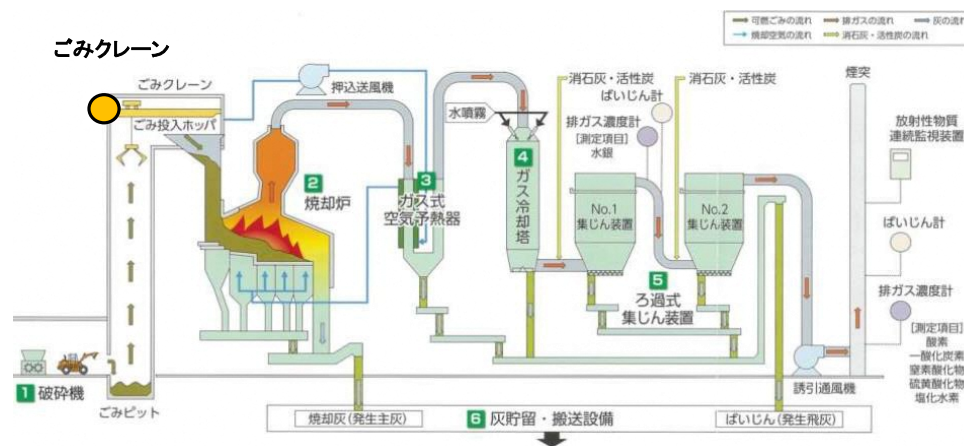 可燃ごみの流れ
排ガスの流れ
灰の流れ
焼却空気の流れ
消石灰・活性炭の流れ
ごみクレーン
ごみクレーン
ごみ投入ホッパ
押込送風機
2
焼却炉
3
ガス式
空気予熱器
水噴霧
4
ガス冷却塔
消石灰・活性炭
ばいじん計
排ガス濃度計
[測定項目]
水銀
消石灰・活性炭
No.1
集じん装置
No.2
集じん装置
5
ろ過式
集じん装置
煙突
放射性物質
連続監視装置
ばいじん計
排ガス濃度計
[測定項目]
酸素
一酸化炭素
窒素酸化物
硫黄酸化物
塩化水素
誘引通風機
1 破砕機
ごみピット
焼却灰(発生主灰)
6 灰貯留・搬送設備
ばいじん(発生飛灰)